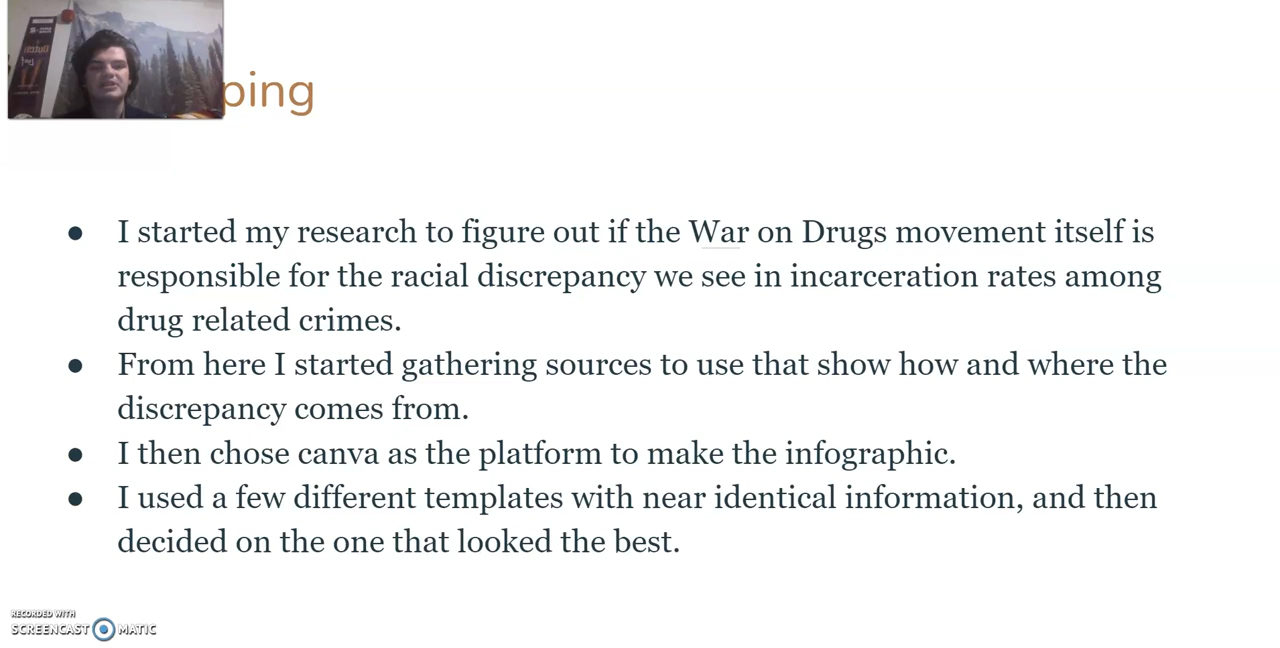 ping
● I started my research to figure out if the War on Drugs movement itself is
responsible for the racial discrepancy we see in incarceration rates among
drug related crimes.
● From here I started gathering sources to use that show how and where the
discrepancy comes from.
● I then chose canva as the platform to make the infographic.
● I used a few different templates with near identical information, and then
decided on the one that looked the best.
RECORDED WITH
SCREENCAST MATIC